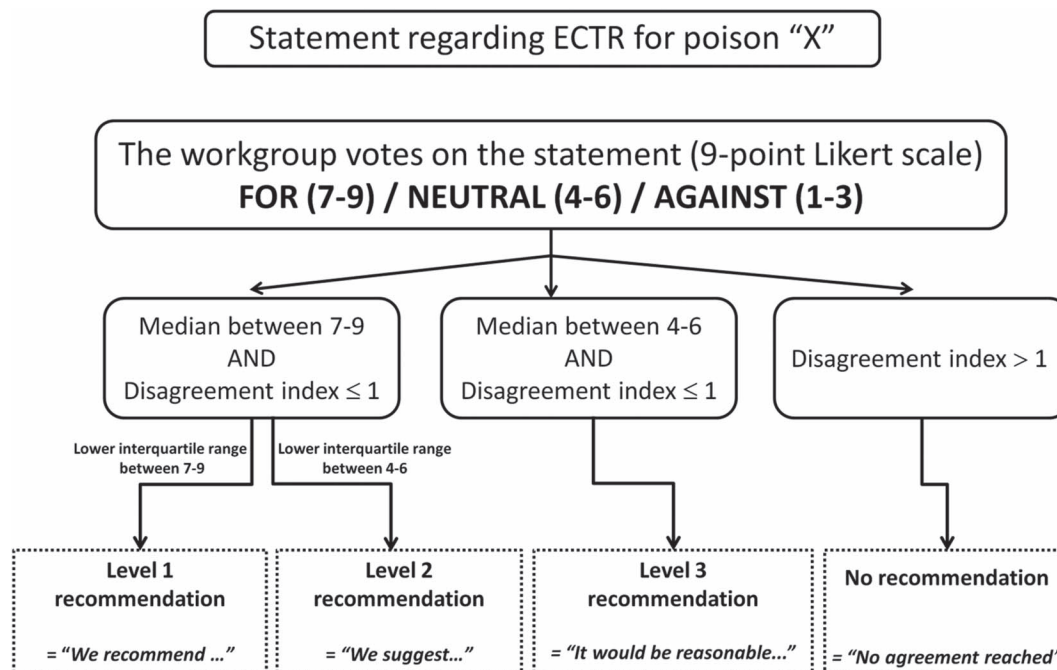 Statement regarding ECTR for poison “X”
The workgroup votes on the statement (9-point Likert scale)
FOR (7-9) / NEUTRAL (4-6) / AGAINST (1-3)
Median between 7-9
AND
Disagreement index ≤ 1
Median between 4-6
AND
Disagreement index ≤ 1
Disagreement index > 1
Lower interquartile range
between 7-9
Lower interquartile range
between 4-6
Level 1
recommendation
= “We recommend ...”
Level 2
recommendation
= “We suggest...”
Level 3
recommendation
= “It would be reasonable...”
No recommendation
= “No agreement reached”